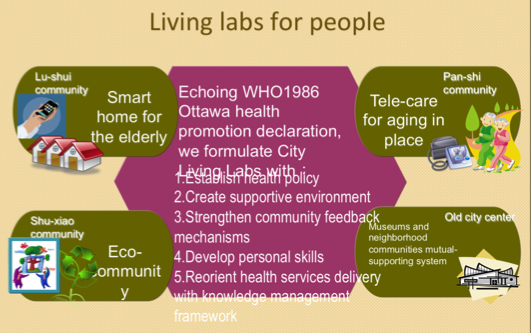 Living labs for people
Lu-shui
community
Smart
home for
the elderly
Echoing WHO1986
Ottawa health
promotion declaration,
we formulate City
Living Labs with :
1.Establish health policy
2.Create supportive environment
3.Strengthen community feedback
mechanisms
4.Develop personal skills
5.Reorient health services delivery
with knowledge management
framework
Pan-shi
community
Tele-care
for aging in
place
Shu-xiao
community
Eco-
communit
y
Old city center
Museums and
neighborhood
communities mutual-
supporting system